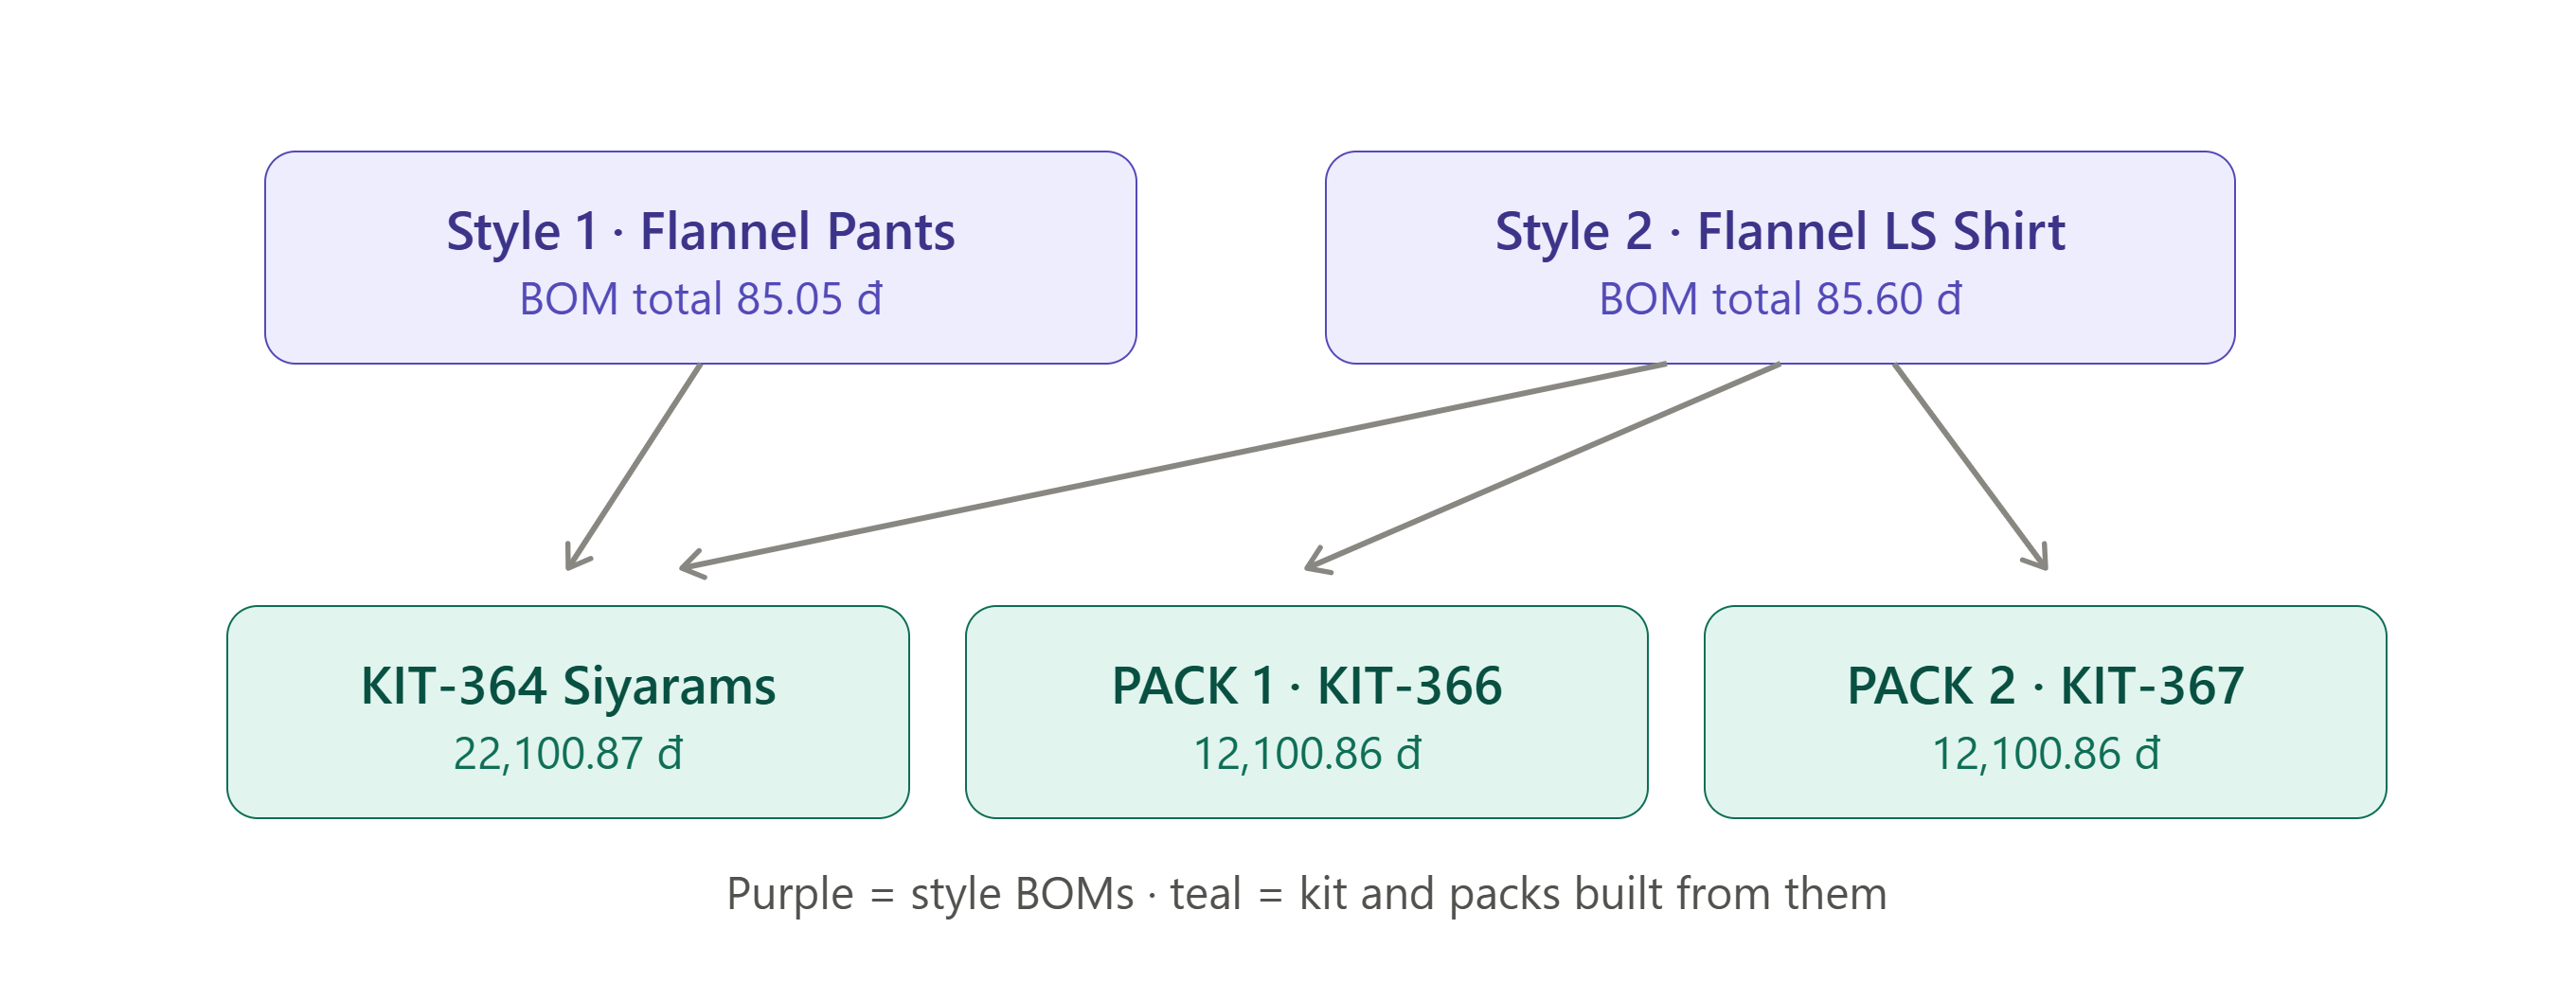 Style 1 · Flannel Pants
BOM total 85.05 đ
Style 2 · Flannel LS Shirt
BOM total 85.60 đ
KIT-364 Siyarams
22,100.87 đ
PACK 1 · KIT-366
12,100.86 đ
PACK 2 · KIT-367
12,100.86 đ
Purple = style BOMs · teal = kit and packs built from them